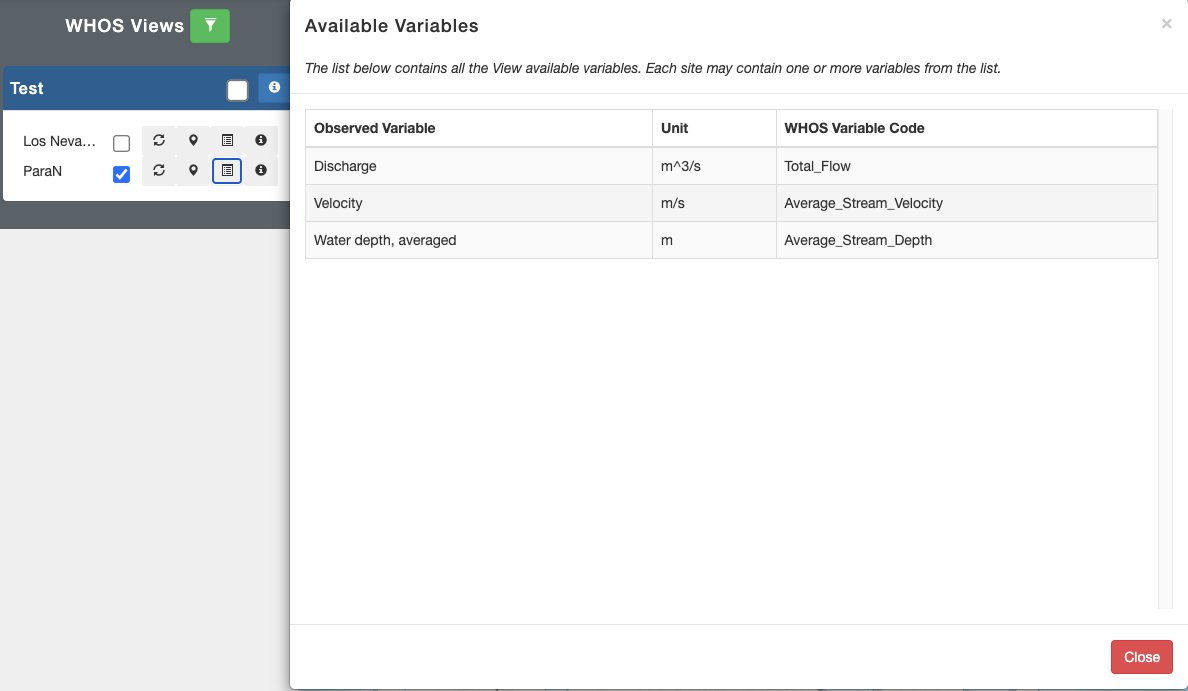 WHOS Views
Test
Los Neva...
ParaN
Available Variables
×
The list below contains all the View available variables. Each site may contain one or more variables from the list.
Observed Variable Unit WHOS Variable Code
Discharge m^3/s Total_Flow
Velocity m/s Average_Stream_Velocity
Water depth, averaged m Average_Stream_Depth
Close